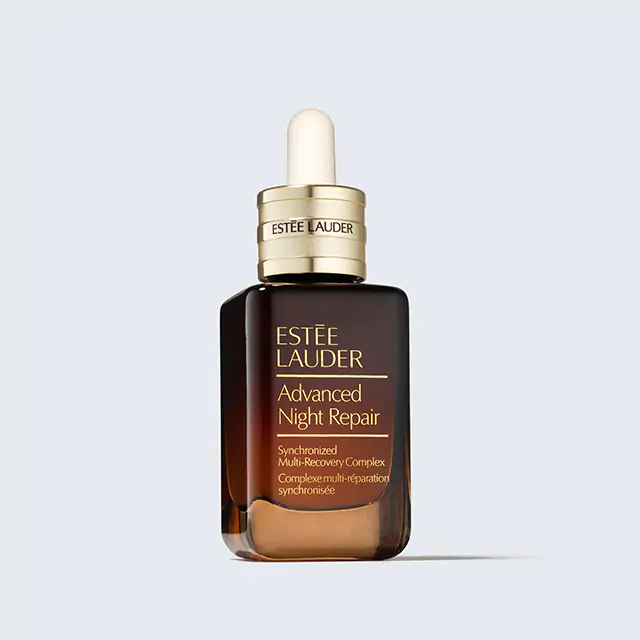 ESTĒE LAUDER
ESTĒE
LAUDER
Advanced
Night Repair
Synchronized
Multi-Recovery Complex
Complexe multi-réparation
synchronisée